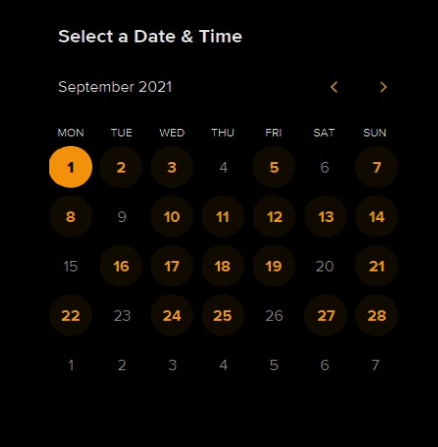 Select a Date & Time
September 2021
MON TUE WED THU FRI SAT SUN
1 2 3 4 5 6 7
8 9 10 11 12 13 14
15 16 17 18 19 20 21
22 23 24 25 26 27 28
1 2 3 4 5 6 7